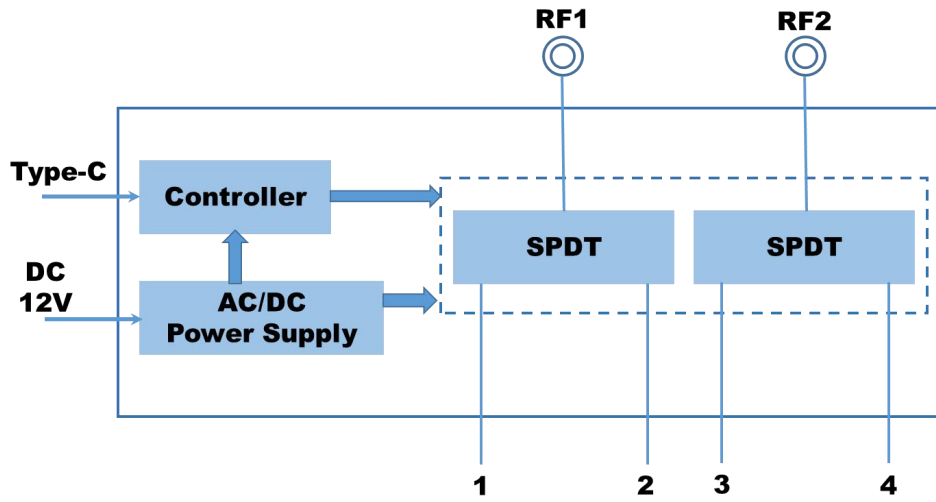 RF1
RF2
Type-C
Controller
SPDT
SPDT
DC
12V
AC/DC
Power Supply
1
2
3
4